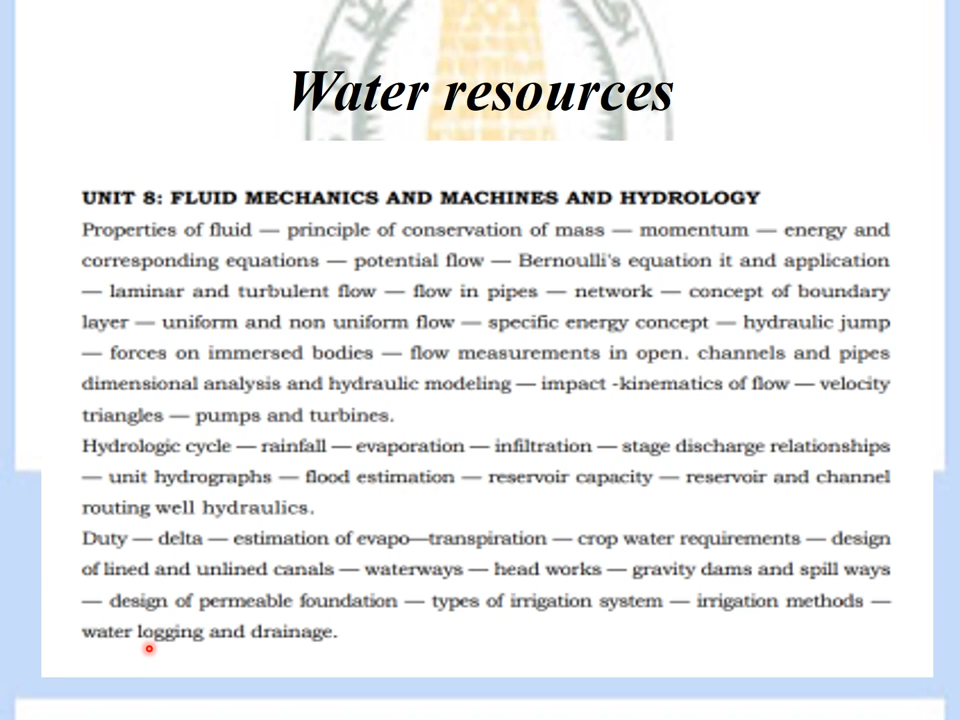 Water resources
UNIT 8: FLUID MECHANICS AND MACHINES AND HYDROLOGY
Properties of fluid — principle of conservation of mass — momentum — energy and
corresponding equations — potential flow — Bernoulli's equation it and application
— laminar and turbulent flow — flow in pipes — network — concept of boundary
layer — uniform and non uniform flow — specific energy concept — hydraulic jump
— forces on immersed bodies — flow measurements in open. channels and pipes
dimensional analysis and hydraulic modeling — impact -kinematics of flow — velocity
triangles — pumps and turbines.
Hydrologic cycle — rainfall — evaporation — infiltration — stage discharge relationships
— unit hydrographs — flood estimation — reservoir capacity — reservoir and channel
routing well hydraulics.
Duty — delta — estimation of evapo—transpiration — crop water requirements — design
of lined and unlined canals — waterways — head works — gravity dams and spill ways
— design of permeable foundation — types of irrigation system — irrigation methods —
water logging and drainage.